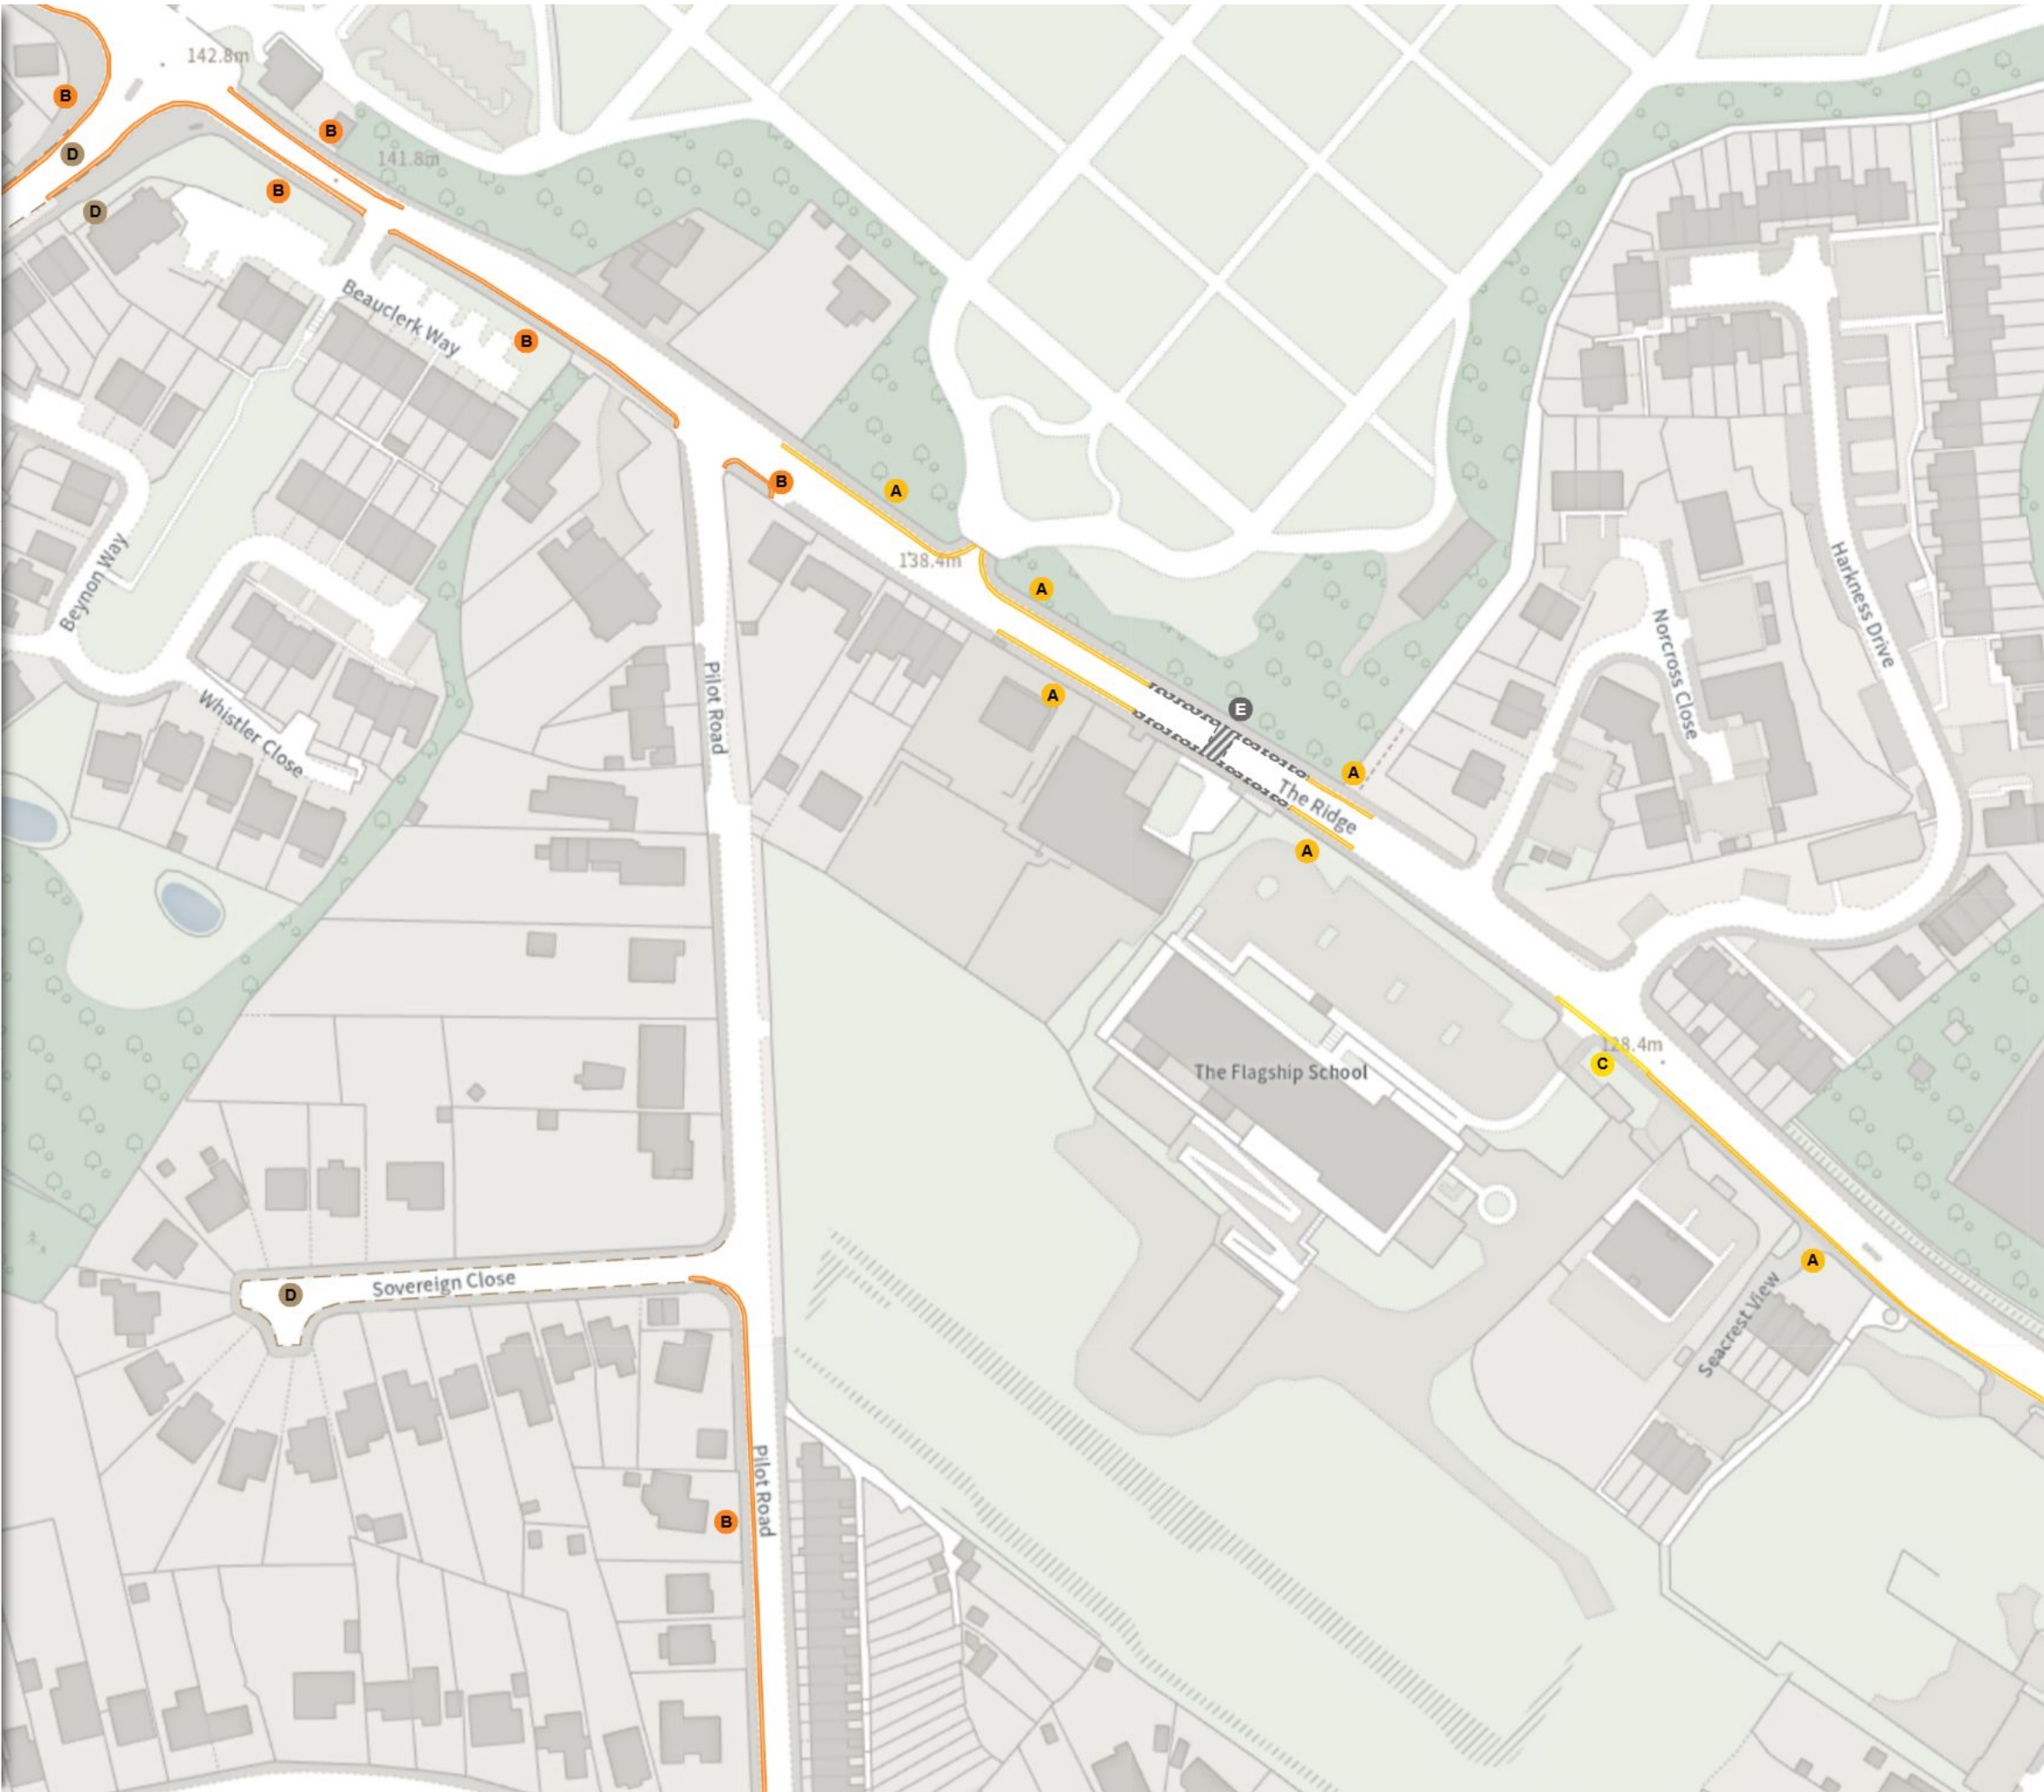 142.8m
B
B
D
141.8m
B
D
Beauclerk Way
B
B
A
Beynon Way
138.4m
A
Harkness Drive
Pilot Road
Norcross Close
A
E
Whistler Close
A
The Ridge
A
128.4m
C
The Flagship School
Sovereign Close
D
A
Seacrest View
Pilot Road
B